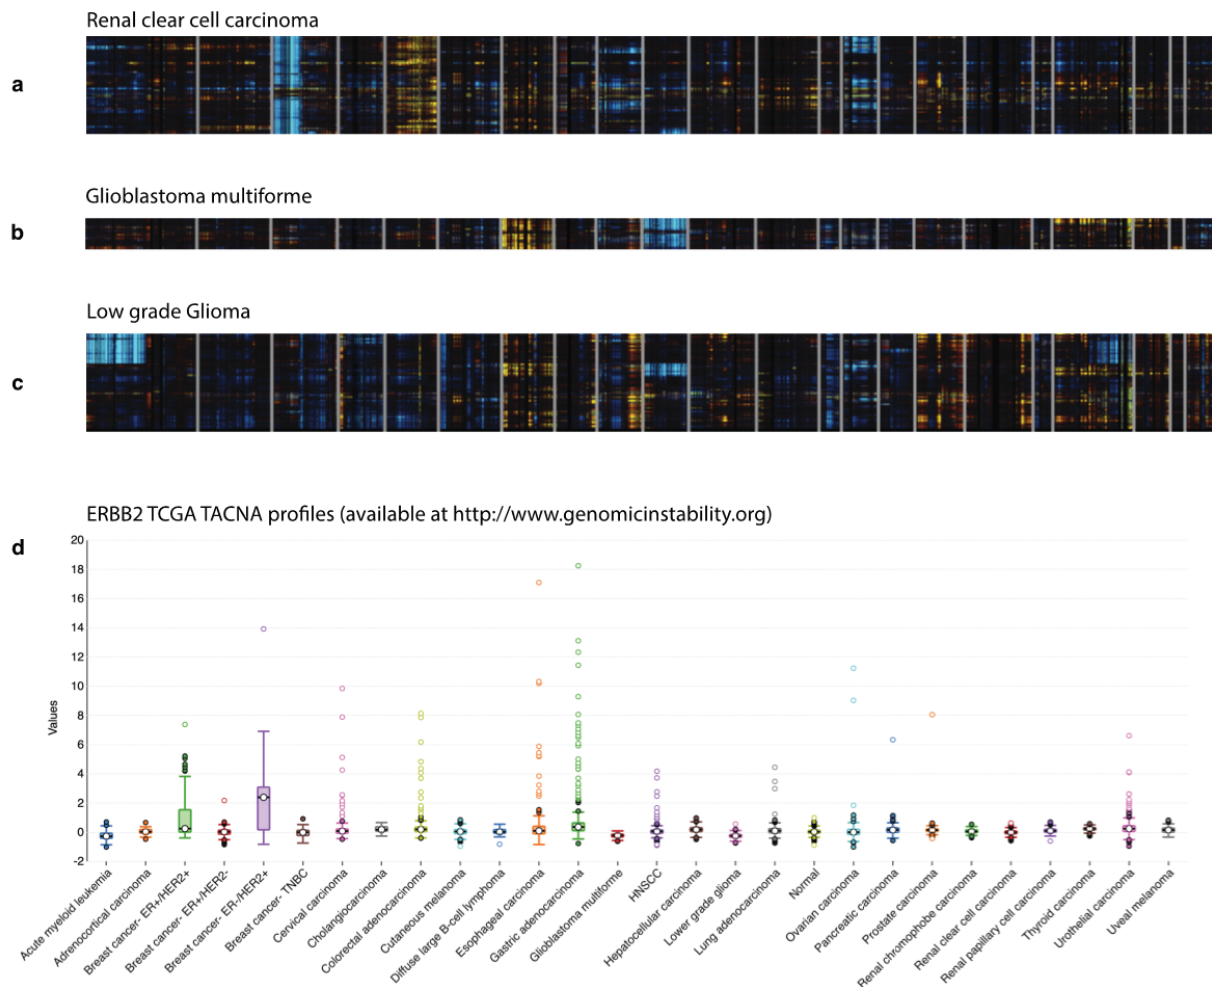 Renal clear cell carcinoma
a
Glioblastoma multiforme
b
Low grade Glioma
c
ERBB2 TCGA TACNA profiles (available at http://www.genomicinstability.org)
d
20
18
16
14
12
10
8
6
4
2
0
-2
Values
Acute myeloid leukemia
Adrenocortical carcinoma
Breast cancer- ER+/HER2+
Breast cancer- ER+/HER2-
Breast cancer- ER-/HER2+
Breast cancer- TNBC
Cervical carcinoma
Cholangiocarcinoma
Colorectal adenocarcinoma
Cutaneous melanoma
Diffuse large B-cell lymphoma
Esophageal carcinoma
Gastric adenocarcinoma
Glioblastoma multiforme
HNSCC
Hepatocellular carcinoma
Lower grade glioma
Lung adenocarcinoma
Normal
Ovarian carcinoma
Pancreatic carcinoma
Prostate carcinoma
Renal chromophobe carcinoma
Renal clear cell carcinoma
Renal papillary cell carcinoma
Thyroid carcinoma
Urothelial carcinoma
Uveal melanoma